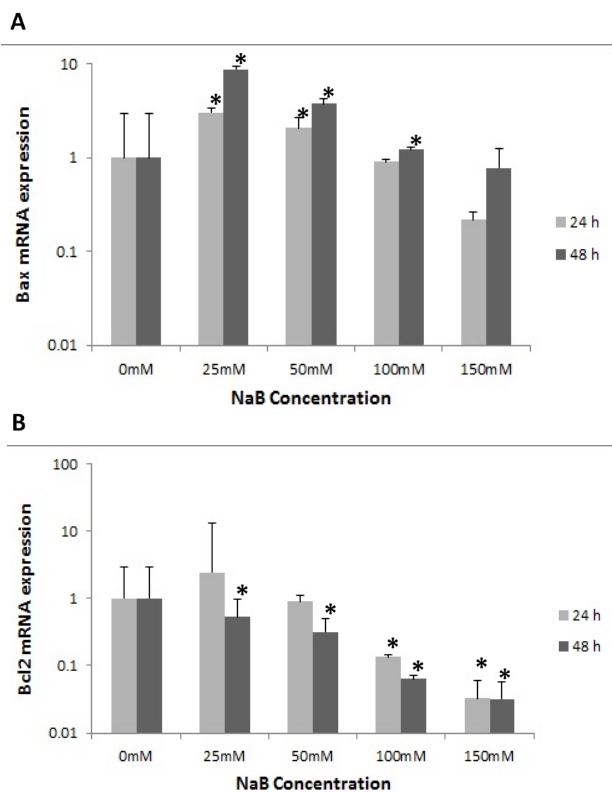 A
10
1
0.1
0.01
Bax mRNA expression
* * * * *
0mM 25mM 50mM 100mM 150mM
NaB Concentration
24 h
48 h
B
100
10
1
0.1
0.01
Bcl2 mRNA expression
* * * * * *
0mM 25mM 50mM 100mM 150mM
NaB Concentration
24 h
48 h